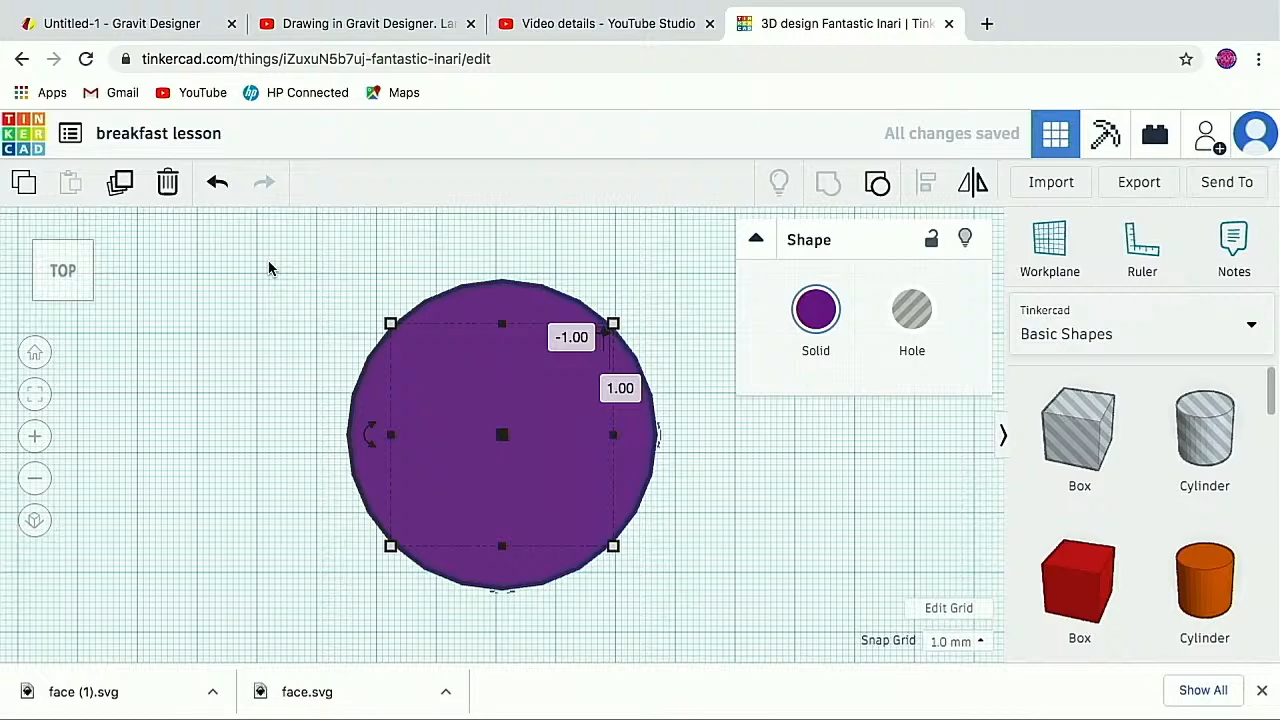 Untitled-1 - Gravit Designer
Drawing in Gravit Designer. La
Video details - YouTube Studio
3D design Fantastic Inari | Tink
tinkercad.com/things/iZuxuN5b7uj-fantastic-inari/edit
Apps
Gmail
YouTube
HP Connected
Maps
TIN
KER
CAD
breakfast lesson
All changes saved
Import
Export
Send To
TOP
Shape
Solid
Hole
-1.00
1.00
Workplane
Ruler
Notes
Tinkercad
Basic Shapes
Box
Cylinder
Box
Cylinder
Edit Grid
Snap Grid
1.0 mm
face (1).svg
face.svg
Show All